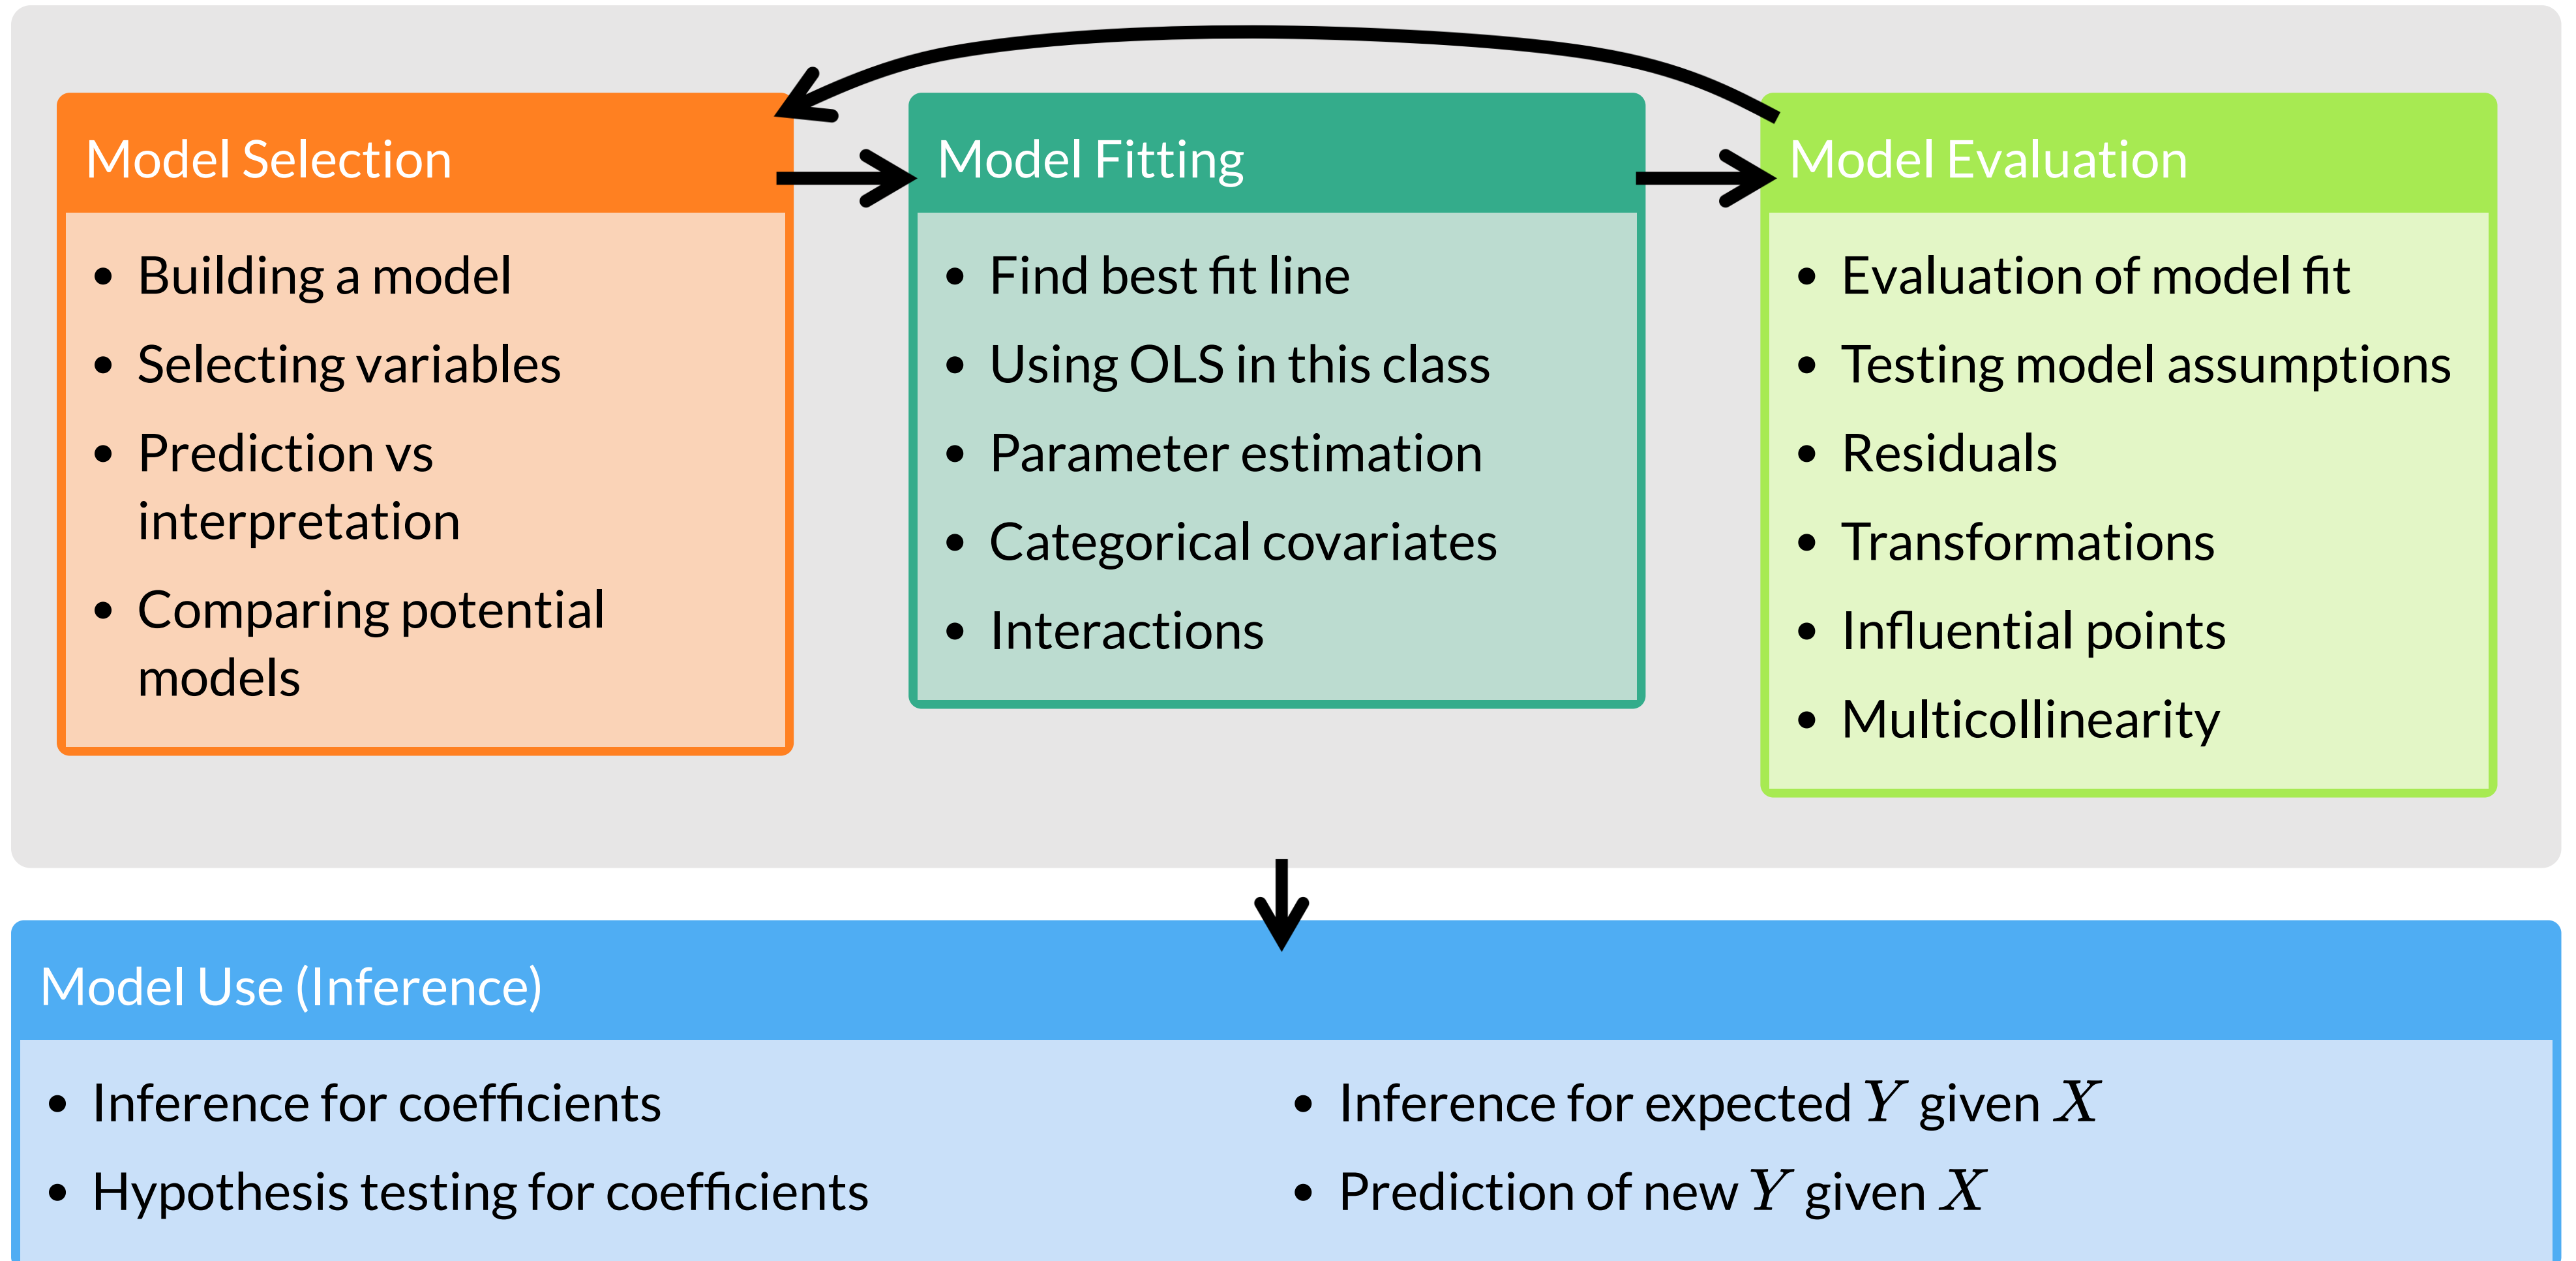 Model Selection
• Building a model
• Selecting variables
• Prediction vs
interpretation
• Comparing potential
models
Model Fitting
• Find best fit line
• Using OLS in this class
• Parameter estimation
• Categorical covariates
• Interactions
Model Evaluation
• Evaluation of model fit
• Testing model assumptions
• Residuals
• Transformations
• Influential points
• Multicollinearity
Model Use (Inference)
• Inference for coefficients
• Hypothesis testing for coefficients
• Inference for expected Y given X
• Prediction of new Y given X